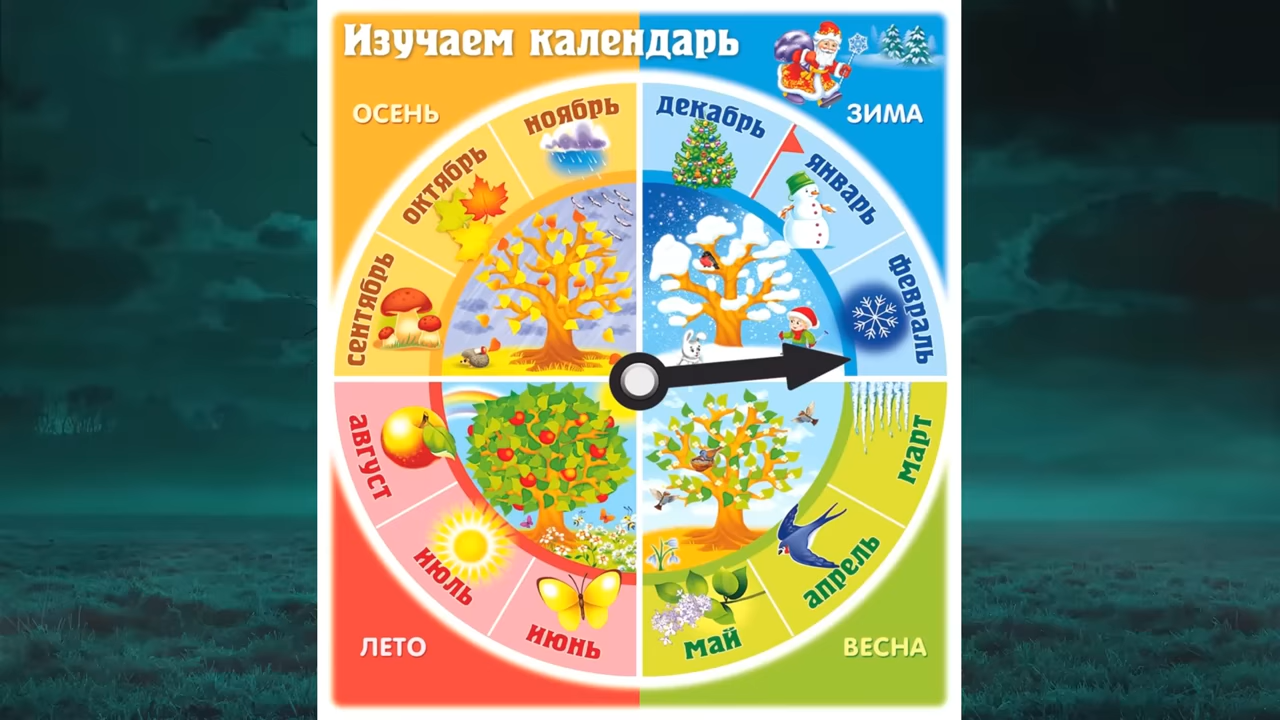 Изучаем календарь
ОСЕНЬ
ЗИМА
ноябрь
декабрь
октябрь
январь
сентябрь
февраль
август
март
июль
апрель
июнь
май
ЛЕТО
ВЕСНА